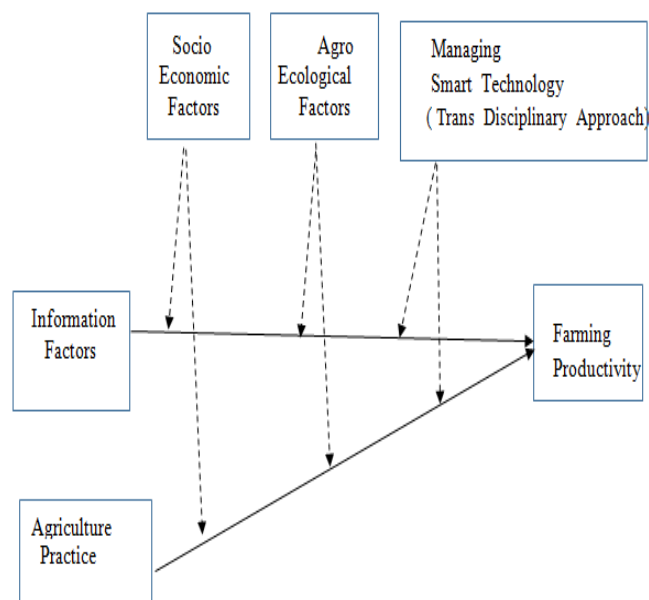 Socio
Economic
Factors
Agro
Ecological
Factors
Managing
Smart Technology
( Trans Disciplinary Approach)
Information
Factors
Farming
Productivity
Agriculture
Practice